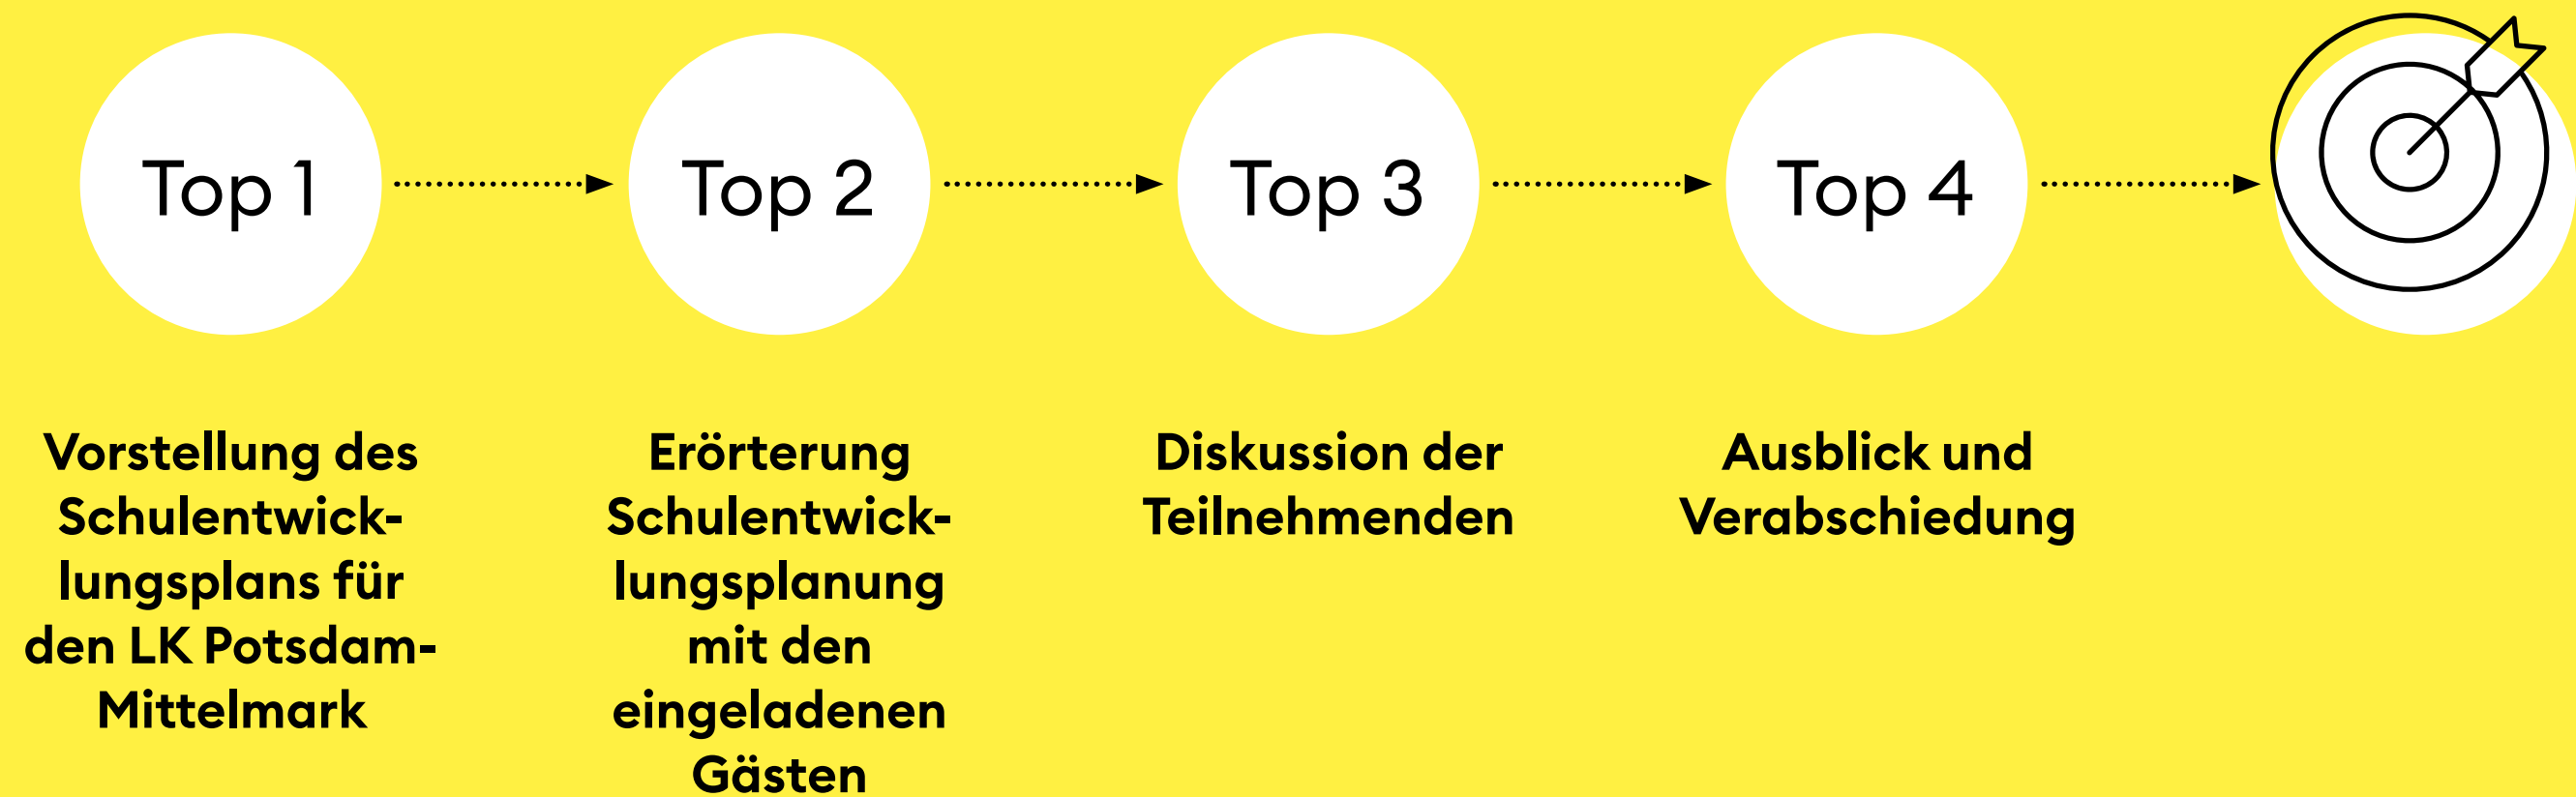 Top 1
Top 2
Top 3
Top 4
Vorstellung des
Schulentwick-
lungsplans für
den LK Potsdam-
Mittelmark
Erörterung
Schulentwick-
lungsplanung
mit den
eingeladenen
Gästen
Diskussion der
Teilnehmenden
Ausblick und
Verabschiedung